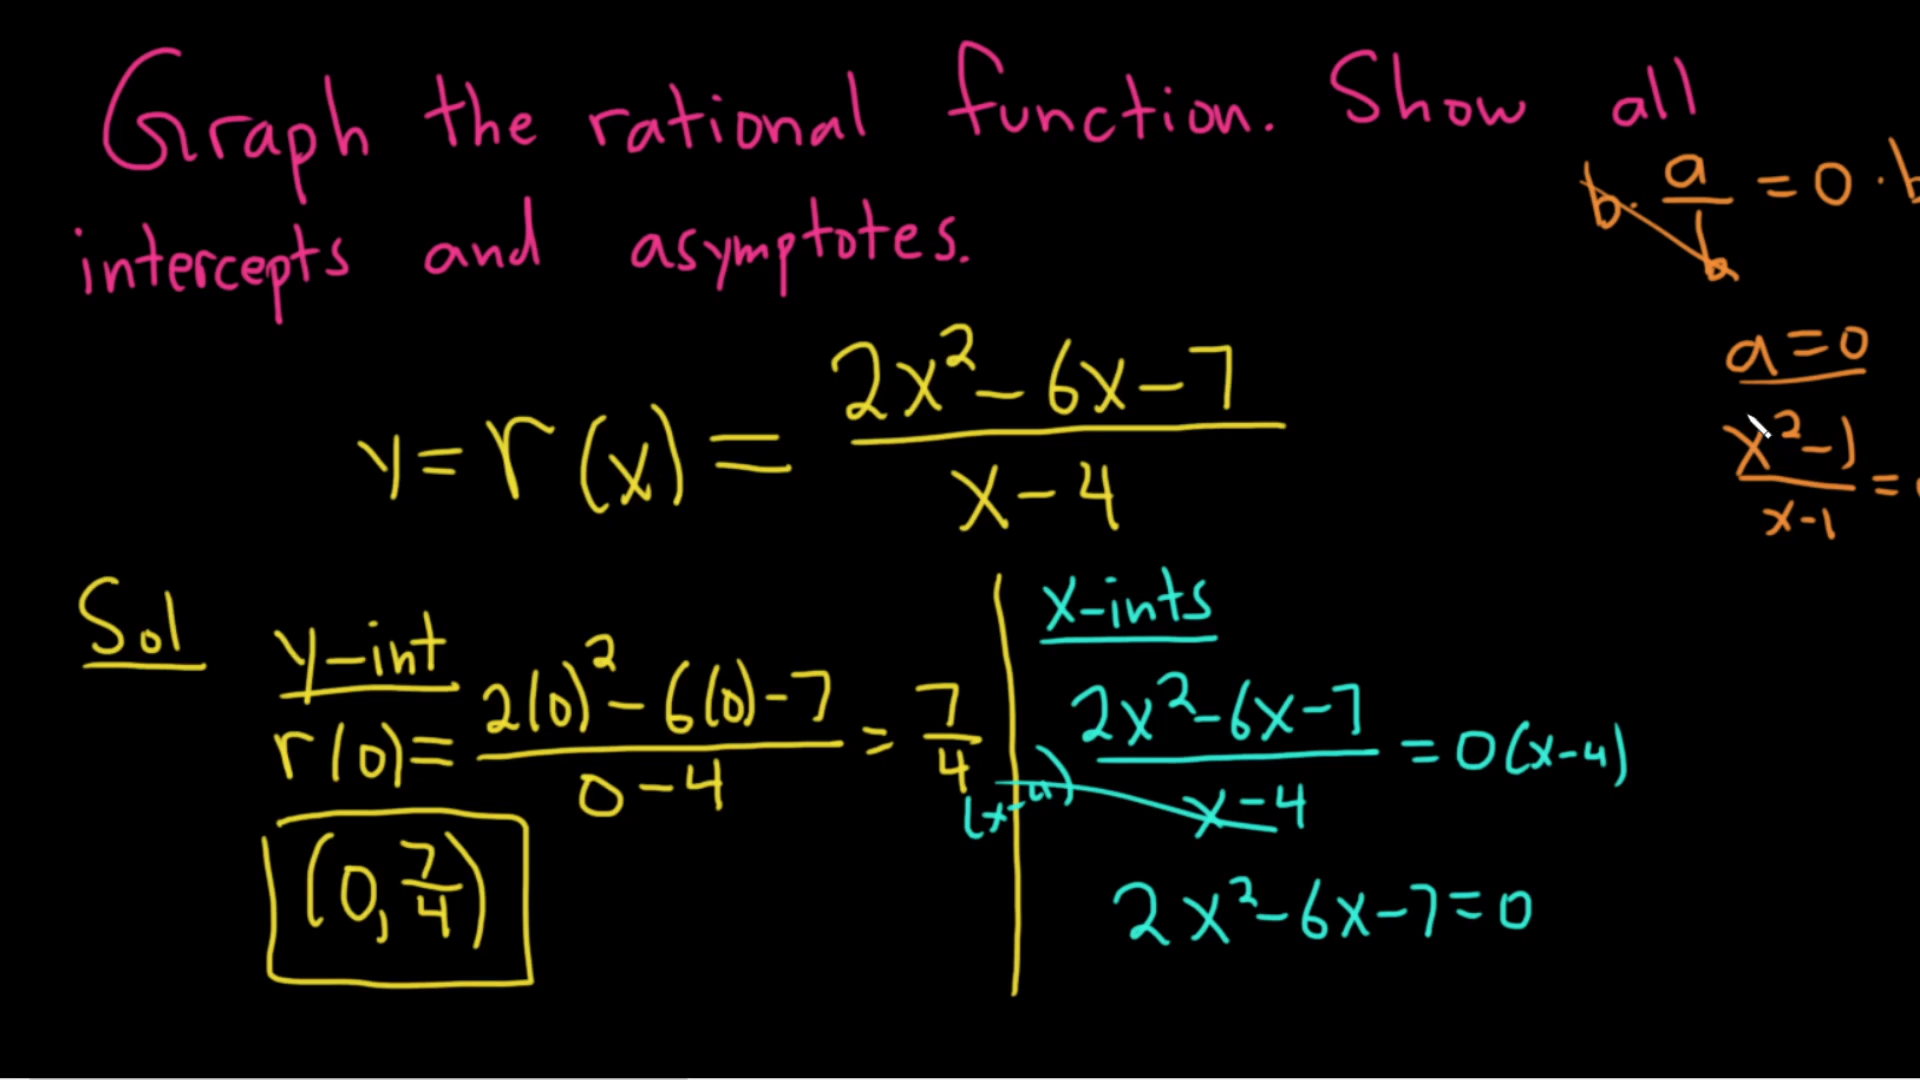 Graph the rational function. Show all
intercepts and asymptotes.
b · a/b = 0 · b
a = 0
y = r(x) = (2x² - 6x - 7)/(x - 4)
(x² - 1)/(x - 1) =
Sol
y-int
r(0) = (2(0)² - 6(0) - 7)/(0 - 4) = 7/4
(0, 7/4)
x-ints
(x-4) (2x² - 6x - 7)/(x - 4) = 0(x - 4)
2x² - 6x - 7 = 0